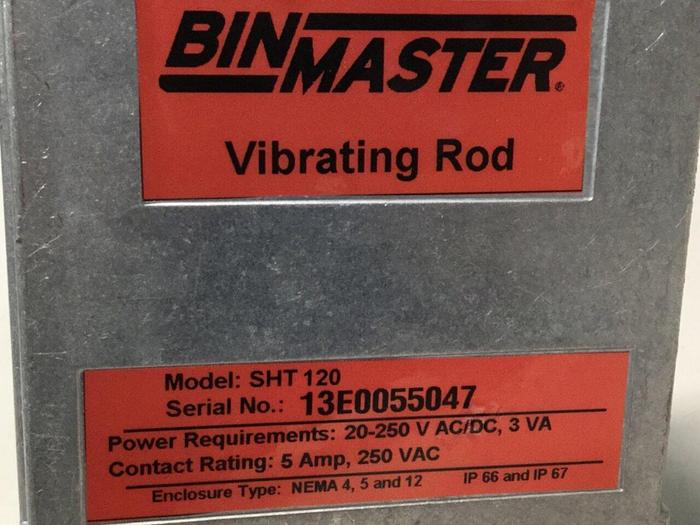 BINMASTER®
Vibrating Rod
Model: SHT 120
Serial No.: 13E0055047
Power Requirements: 20-250 V AC/DC, 3 VA
Contact Rating: 5 Amp, 250 VAC
Enclosure Type: NEMA 4, 5 and 12 IP 66 and IP 67